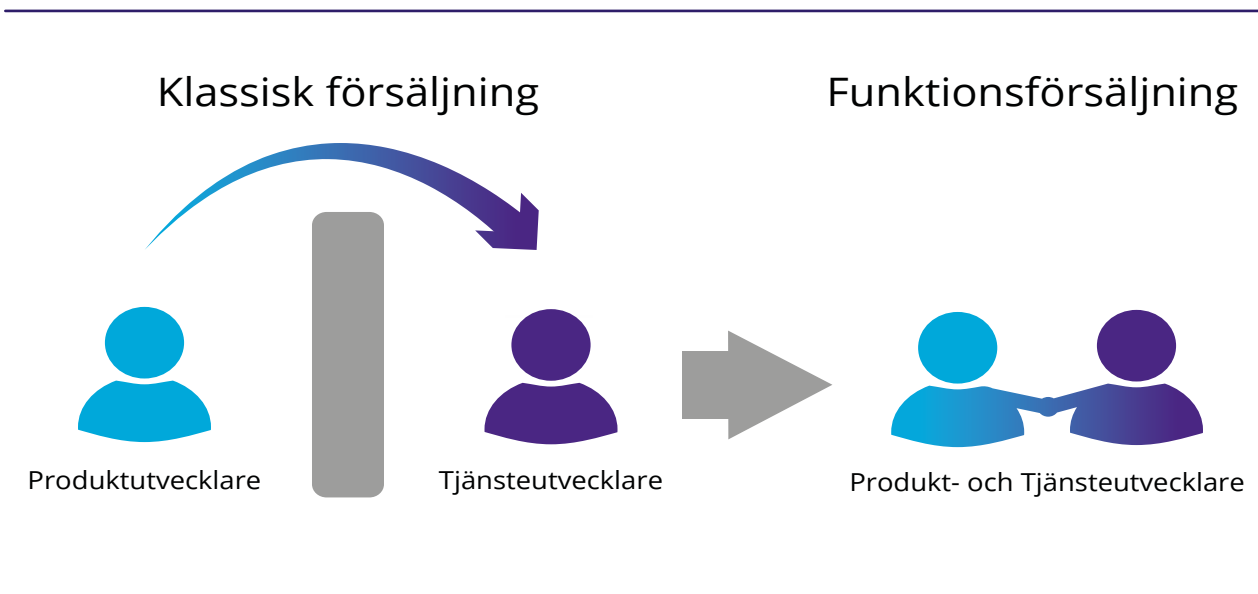 Klassisk försäljning
Funktionsförsäljning
Produktutvecklare
Tjänsteutvecklare
Produkt- och Tjänsteutvecklare